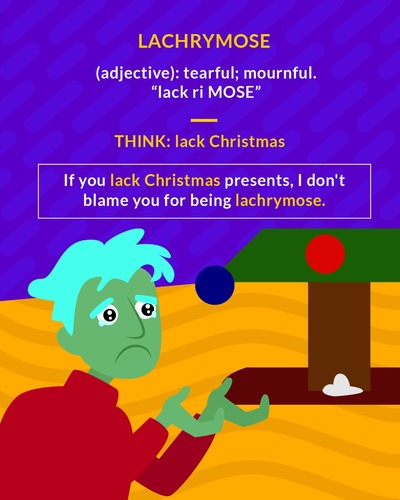 LACHRYMOSE
(adjective): tearful; mournful.
“lack ri MOSE”
THINK: lack Christmas
If you lack Christmas presents, I don't
blame you for being lachrymose.